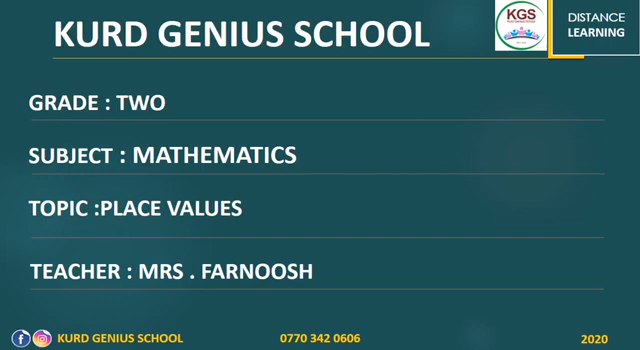 KURD GENIUS SCHOOL
KGS
DISTANCE
LEARNING
GRADE : TWO
SUBJECT : MATHEMATICS
TOPIC :PLACE VALUES
TEACHER : MRS . FARNOOSH
KURD GENIUS SCHOOL 0770 342 0606 2020